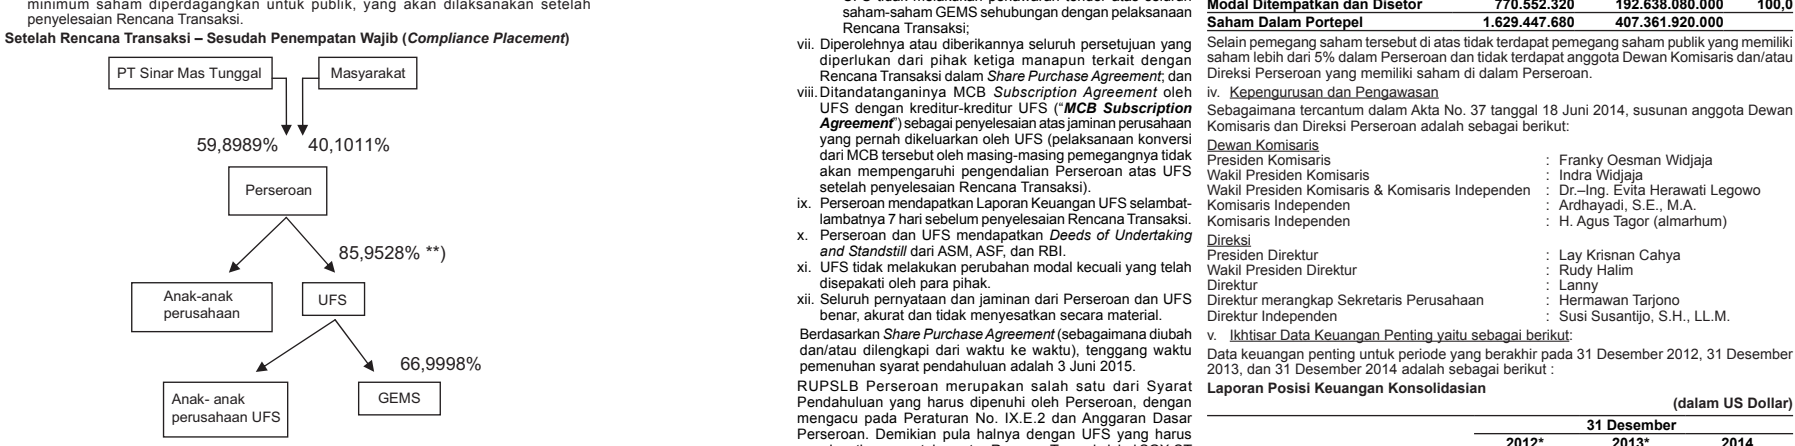 minimum saham diperdagangkan untuk publik, yang akan dilaksanakan setelah
penyelesaian Rencana Transaksi.
Setelah Rencana Transaksi – Sesudah Penempatan Wajib (Compliance Placement)
PT Sinar Mas Tunggal
Masyarakat
59,8989%
40,1011%
Perseroan
85,9528% **)
Anak-anak
perusahaan
UFS
66,9998%
Anak- anak
perusahaan UFS
GEMS
saham-saham GEMS sehubungan dengan pelaksanaan
Rencana Transaksi;
vii. Diperolehnya atau diberikannya seluruh persetujuan yang
diperlukan dari pihak ketiga manapun terkait dengan
Rencana Transaksi dalam Share Purchase Agreement; dan
viii. Ditandatanganinya MCB Subscription Agreement oleh
UFS dengan kreditur-kreditur UFS (“MCB Subscription
Agreement”) sebagai penyelesaian atas jaminan perusahaan
yang pernah dikeluarkan oleh UFS (pelaksanaan konversi
dari MCB tersebut oleh masing-masing pemegangnya tidak
akan mempengaruhi pengendalian Perseroan atas UFS
setelah penyelesaian Rencana Transaksi).
ix. Perseroan mendapatkan Laporan Keuangan UFS selambat-
lambatnya 7 hari sebelum penyelesaian Rencana Transaksi.
x. Perseroan dan UFS mendapatkan Deeds of Undertaking
and Standstill dari ASM, ASF, dan RBI.
xi. UFS tidak melakukan perubahan modal kecuali yang telah
disepakati oleh para pihak.
xii. Seluruh pernyataan dan jaminan dari Perseroan dan UFS
benar, akurat dan tidak menyesatkan secara material.
Berdasarkan Share Purchase Agreement (sebagaimana diubah
dan/atau dilengkapi dari waktu ke waktu), tenggang waktu
pemenuhan syarat pendahuluan adalah 3 Juni 2015.
RUPSLB Perseroan merupakan salah satu dari Syarat
Pendahuluan yang harus dipenuhi oleh Perseroan, dengan
mengacu pada Peraturan No. IX.E.2 dan Anggaran Dasar
Perseroan. Demikian pula halnya dengan UFS yang harus
Modal Ditempatkan dan Disetor 770.552.320 192.638.080.000 100,0
Saham Dalam Portepel 1.629.447.680 407.361.920.000
Selain pemegang saham tersebut di atas tidak terdapat pemegang saham publik yang memiliki
saham lebih dari 5% dalam Perseroan dan tidak terdapat anggota Dewan Komisaris dan/atau
Direksi Perseroan yang memiliki saham di dalam Perseroan.
iv. Kepengurusan dan Pengawasan
Sebagaimana tercantum dalam Akta No. 37 tanggal 18 Juni 2014, susunan anggota Dewan
Komisaris dan Direksi Perseroan adalah sebagai berikut:
Dewan Komisaris
Presiden Komisaris : Franky Oesman Widjaja
Wakil Presiden Komisaris : Indra Widjaja
Wakil Presiden Komisaris & Komisaris Independen : Dr.–Ing. Evita Herawati Legowo
Komisaris Independen : Ardhayadi, S.E., M.A.
Komisaris Independen : H. Agus Tagor (almarhum)
Direksi
Presiden Direktur : Lay Krisnan Cahya
Wakil Presiden Direktur : Rudy Halim
Direktur : Lanny
Direktur merangkap Sekretaris Perusahaan : Hermawan Tarjono
Direktur Independen : Susi Susantijo, S.H., LL.M.
v. Ikhtisar Data Keuangan Penting yaitu sebagai berikut:
Data keuangan penting untuk periode yang berakhir pada 31 Desember 2012, 31 Desember
2013, dan 31 Desember 2014 adalah sebagai berikut :
Laporan Posisi Keuangan Konsolidasian
(dalam US Dollar)
31 Desember
2012* 2013* 2014